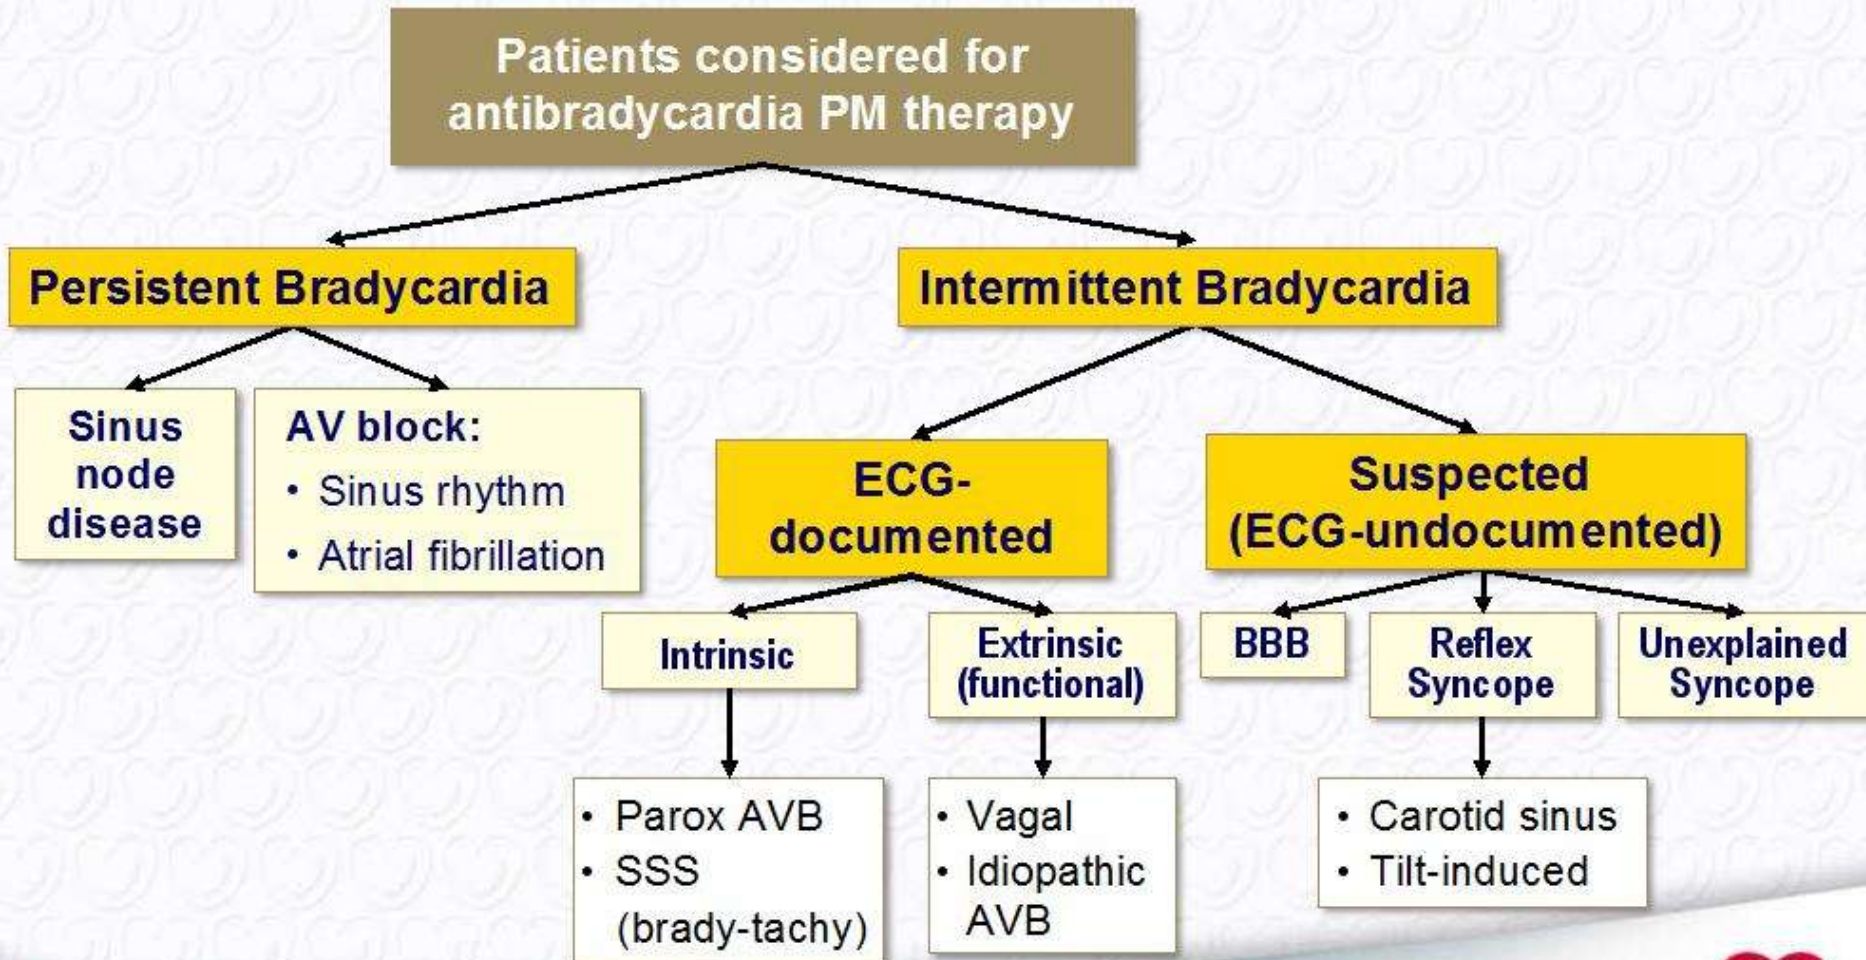 Patients considered for
antibradycardia PM therapy
Persistent Bradycardia
Intermittent Bradycardia
Sinus
node
disease
AV block:
• Sinus rhythm
• Atrial fibrillation
ECG-
documented
Suspected
(ECG-undocumented)
Intrinsic
Extrinsic
(functional)
BBB
Reflex
Syncope
Unexplained
Syncope
• Parox AVB
• SSS
(brady-tachy)
• Vagal
• Idiopathic
AVB
• Carotid sinus
• Tilt-induced